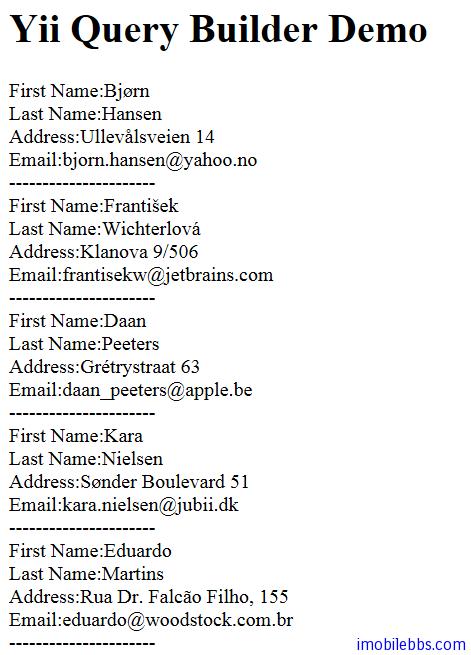 Yii Query Builder Demo
First Name:Bjørn
Last Name:Hansen
Address:Ullevålsveien 14
Email:bjorn.hansen@yahoo.no
----------------------
First Name:František
Last Name:Wichterlová
Address:Klanova 9/506
Email:frantisekw@jetbrains.com
----------------------
First Name:Daan
Last Name:Peeters
Address:Grétrystraat 63
Email:daan_peeters@apple.be
----------------------
First Name:Kara
Last Name:Nielsen
Address:Sønder Boulevard 51
Email:kara.nielsen@jubii.dk
----------------------
First Name:Eduardo
Last Name:Martins
Address:Rua Dr. Falcão Filho, 155
Email:eduardo@woodstock.com.br
----------------------
imobilebbs.com